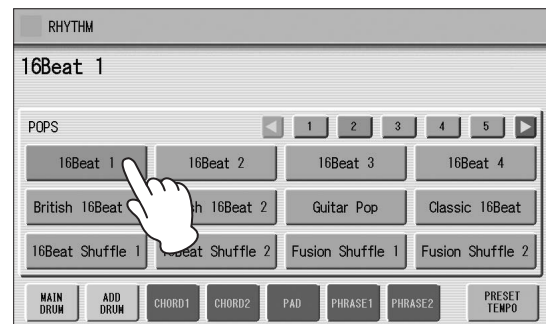 RHYTHM
16Beat 1
POPS 1 2 3 4 5
16Beat 1 16Beat 2 16Beat 3 16Beat 4
British 16Beat 16Beat 2 Guitar Pop Classic 16Beat
16Beat Shuffle 1 Shuffle 2 Fusion Shuffle 1 Fusion Shuffle 2
MAIN DRUM ADD DRUM CHORD1 CHORD2 PAD PHRASE1 PHRASE2 PRESET TEMPO